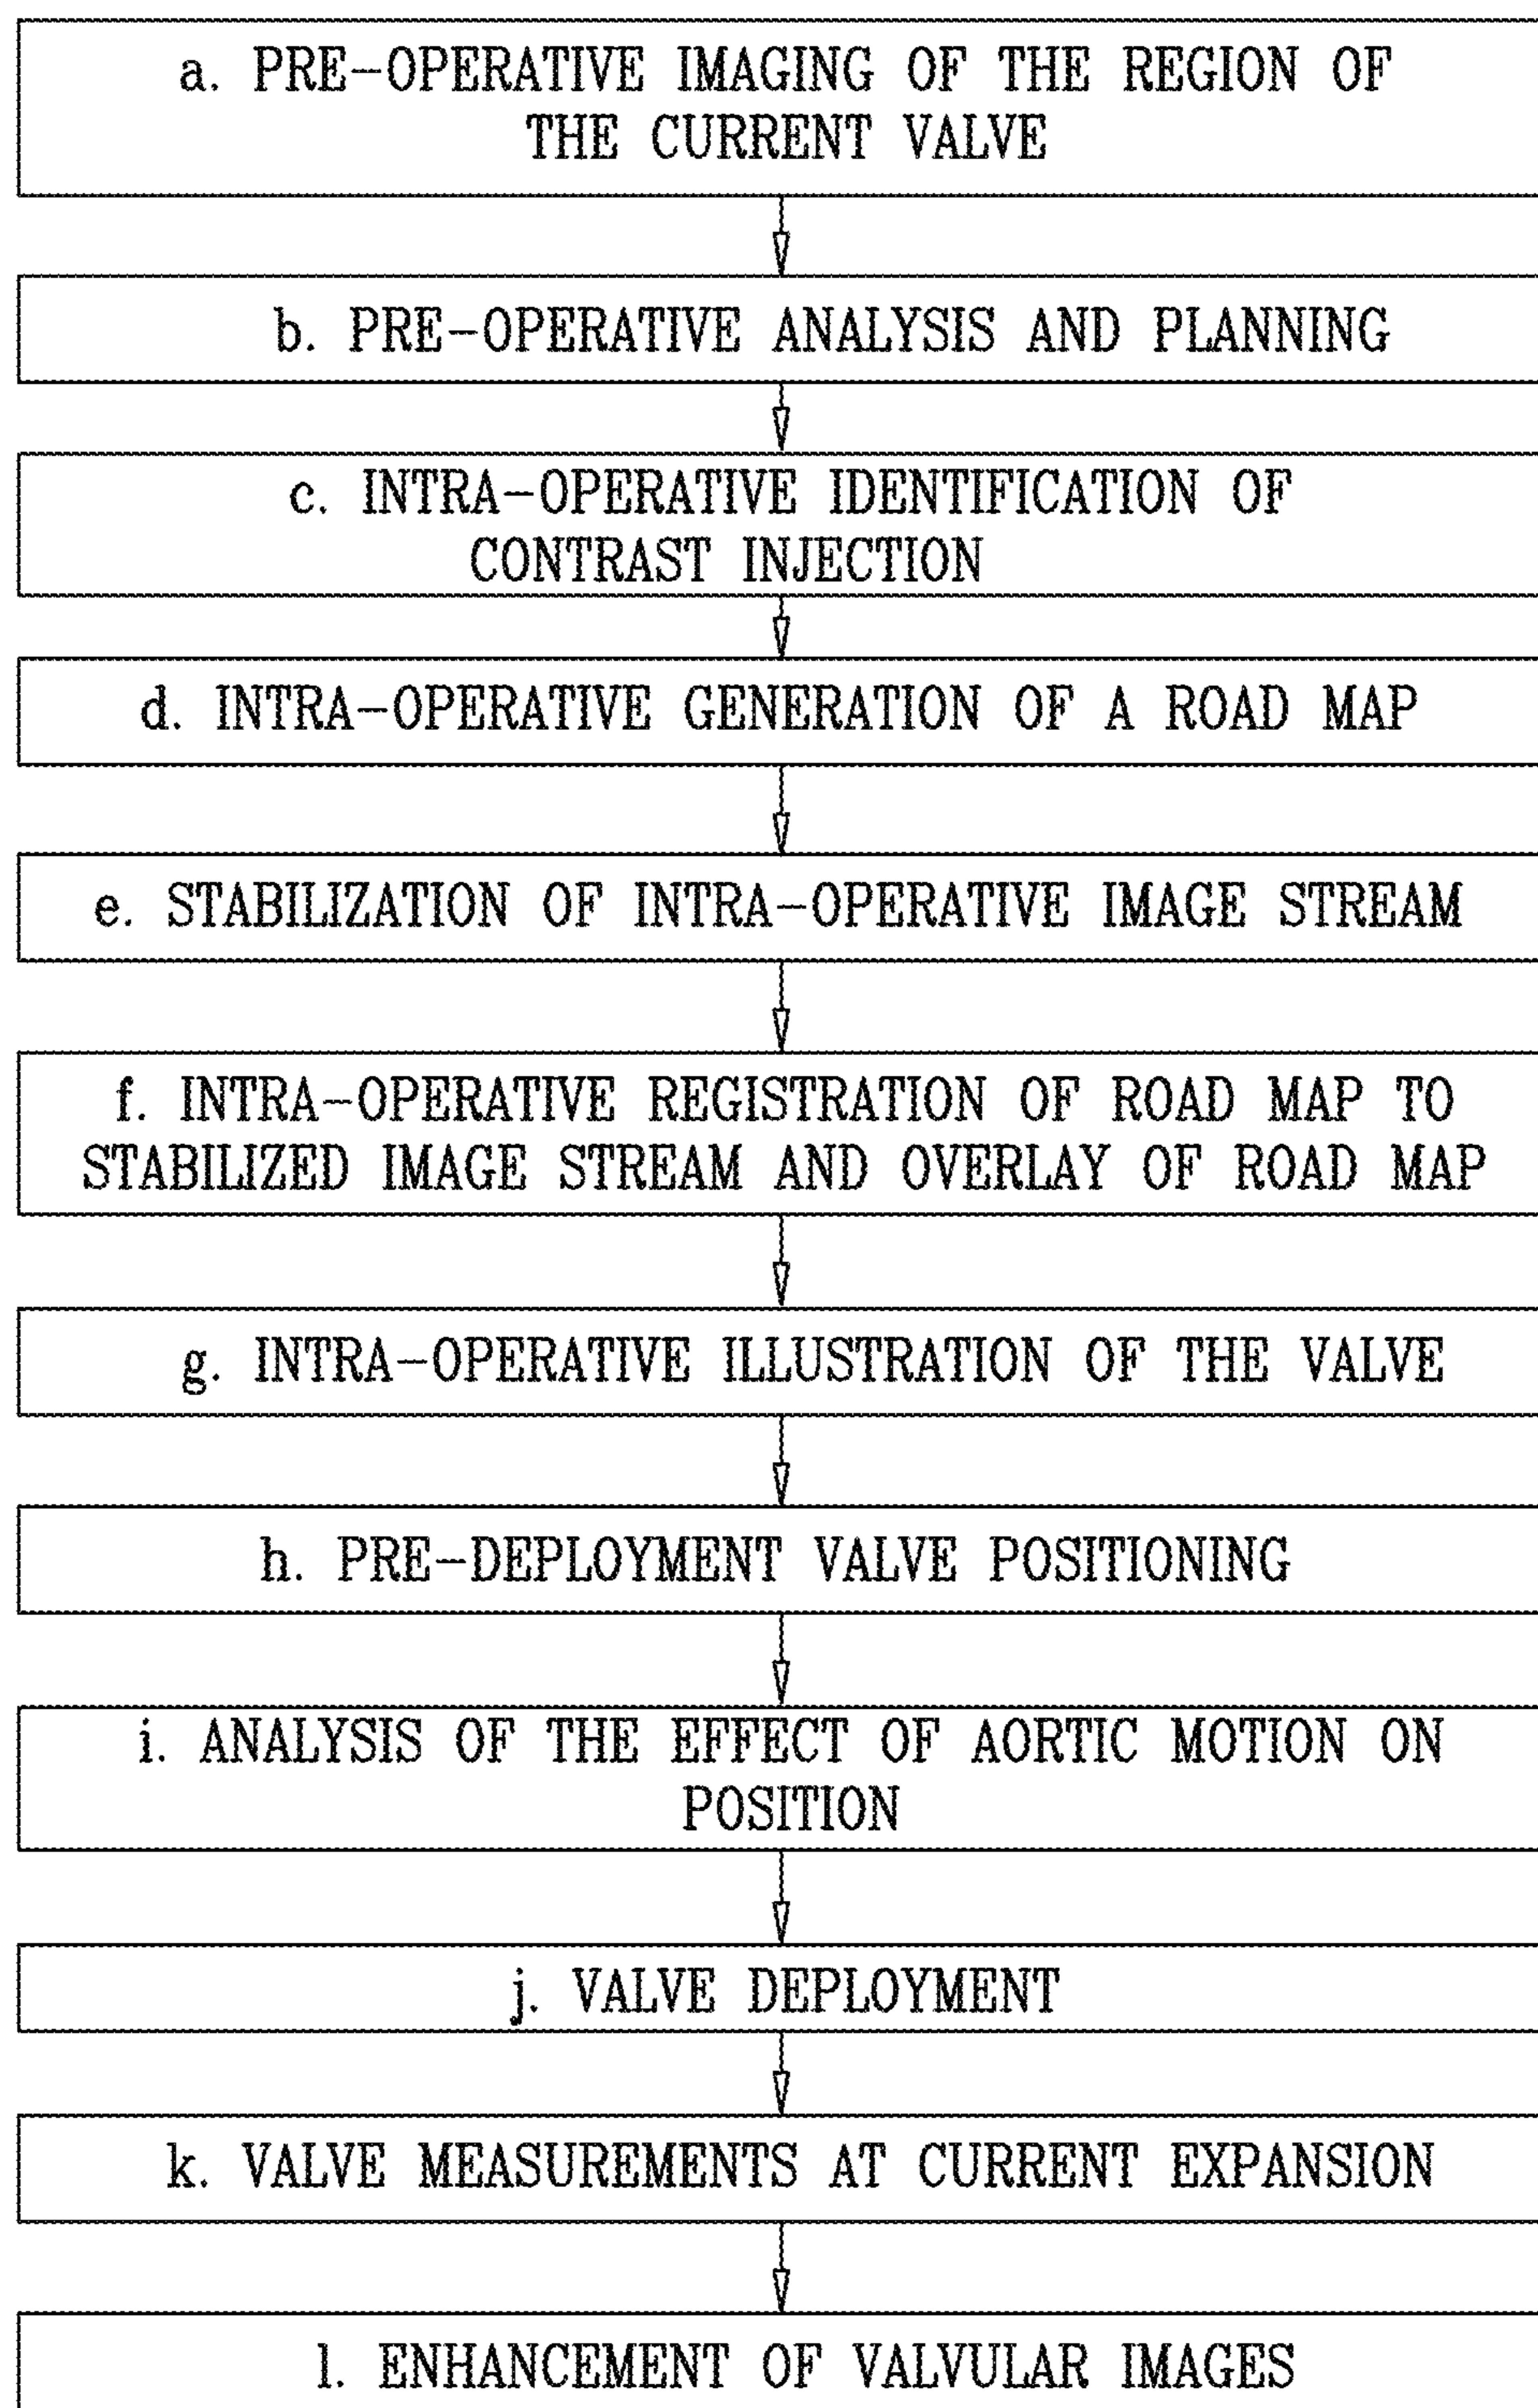 a. PRE-OPERATIVE IMAGING OF THE REGION OF
THE CURRENT VALVE
b. PRE-OPERATIVE ANALYSIS AND PLANNING
c. INTRA-OPERATIVE IDENTIFICATION OF
CONTRAST INJECTION
d. INTRA-OPERATIVE GENERATION OF A ROAD MAP
e. STABILIZATION OF INTRA-OPERATIVE IMAGE STREAM
f. INTRA-OPERATIVE REGISTRATION OF ROAD MAP TO
STABILIZED IMAGE STREAM AND OVERLAY OF ROAD MAP
g. INTRA-OPERATIVE ILLUSTRATION OF THE VALVE
h. PRE-DEPLOYMENT VALVE POSITIONING
i. ANALYSIS OF THE EFFECT OF AORTIC MOTION ON
POSITION
j. VALVE DEPLOYMENT
k. VALVE MEASUREMENTS AT CURRENT EXPANSION
l. ENHANCEMENT OF VALVULAR IMAGES